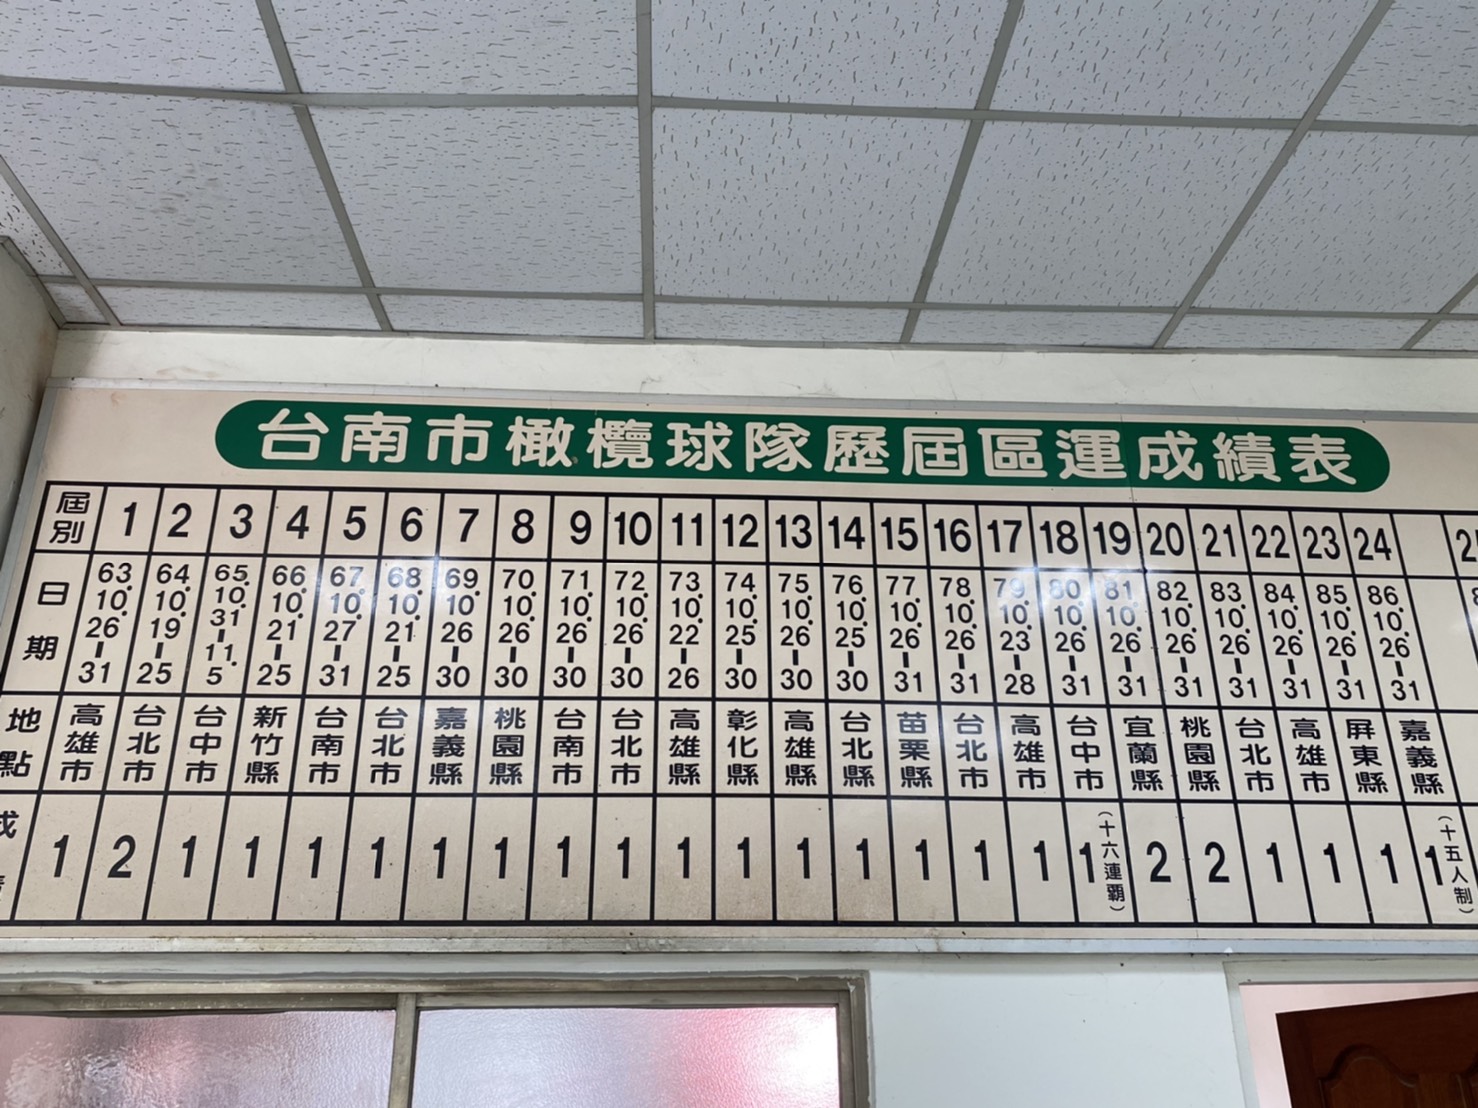 台南市橄欖球隊歷屆區運成績表
屆別 1 2 3 4 5 6 7 8 9 10 11 12 13 14 15 16 17 18 19 20 21 22 23 24
日期 63.10.26-31 64.10.19-25 65.10.31-11.5 66.10.21-25 67.10.27-31 68.10.21-25 69.10.26-30 70.10.26-30 71.10.26-30 72.10.26-30 73.10.22-26 74.10.25-30 75.10.26-30 76.10.25-30 77.10.26-31 78.10.26-31 79.10.23-28 80.10.26-31 81.10.26-31 82.10.26-31 83.10.26-31 84.10.26-31 85.10.26-31 86.10.26-31
地點 高雄市 台北市 台中市 新竹縣 台南市 台北市 嘉義縣 桃園縣 台南市 台北市 高雄縣 彰化縣 高雄縣 台北縣 苗栗縣 台北市 高雄市 台中市 宜蘭縣 桃園縣 台北市 高雄市 屏東縣 嘉義縣
1 2 1 1 1 1 1 1 1 1 1 1 1 1 1 1 1 1(十六連霸) 2 2 1 1 1 1(十五人制)